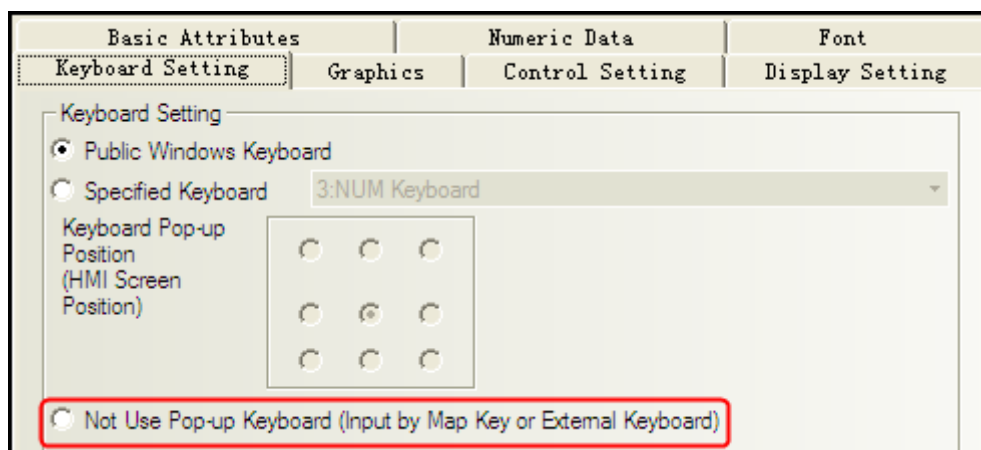 Basic Attributes Numeric Data Font
Keyboard Setting Graphics Control Setting Display Setting
Keyboard Setting
Public Windows Keyboard
Specified Keyboard 3:NUM Keyboard
Keyboard Pop-up
Position
(HMI Screen
Position)
Not Use Pop-up Keyboard (Input by Map Key or External Keyboard)